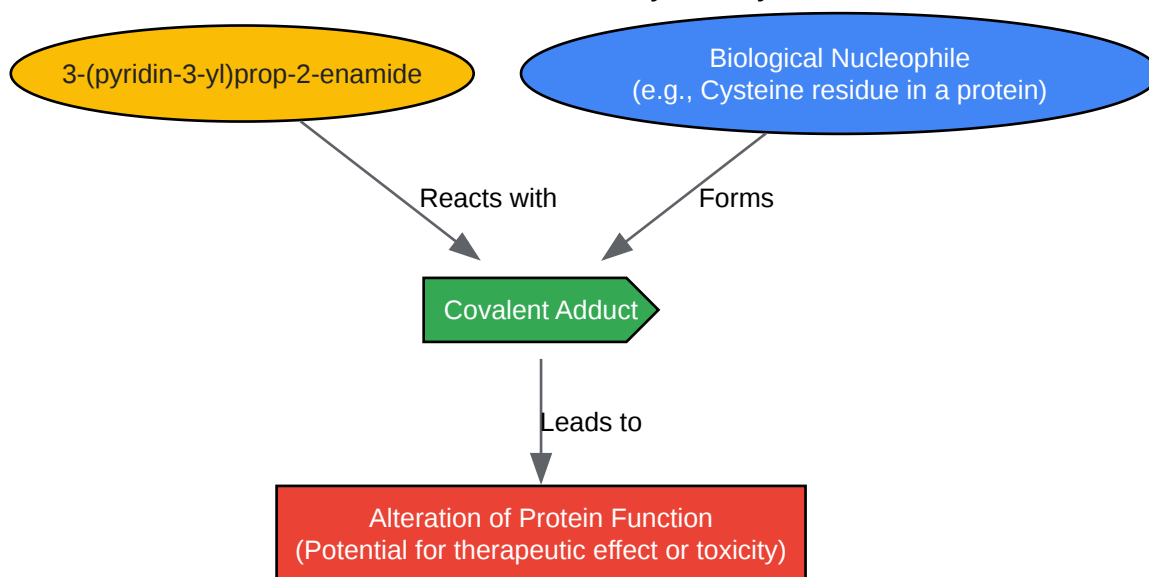 3-(pyridin-3-yl)prop-2-enamide
Biological Nucleophile
(e.g., Cysteine residue in a protein)
Reacts with
Forms
Covalent Adduct
Leads to
Alteration of Protein Function
(Potential for therapeutic effect or toxicity)